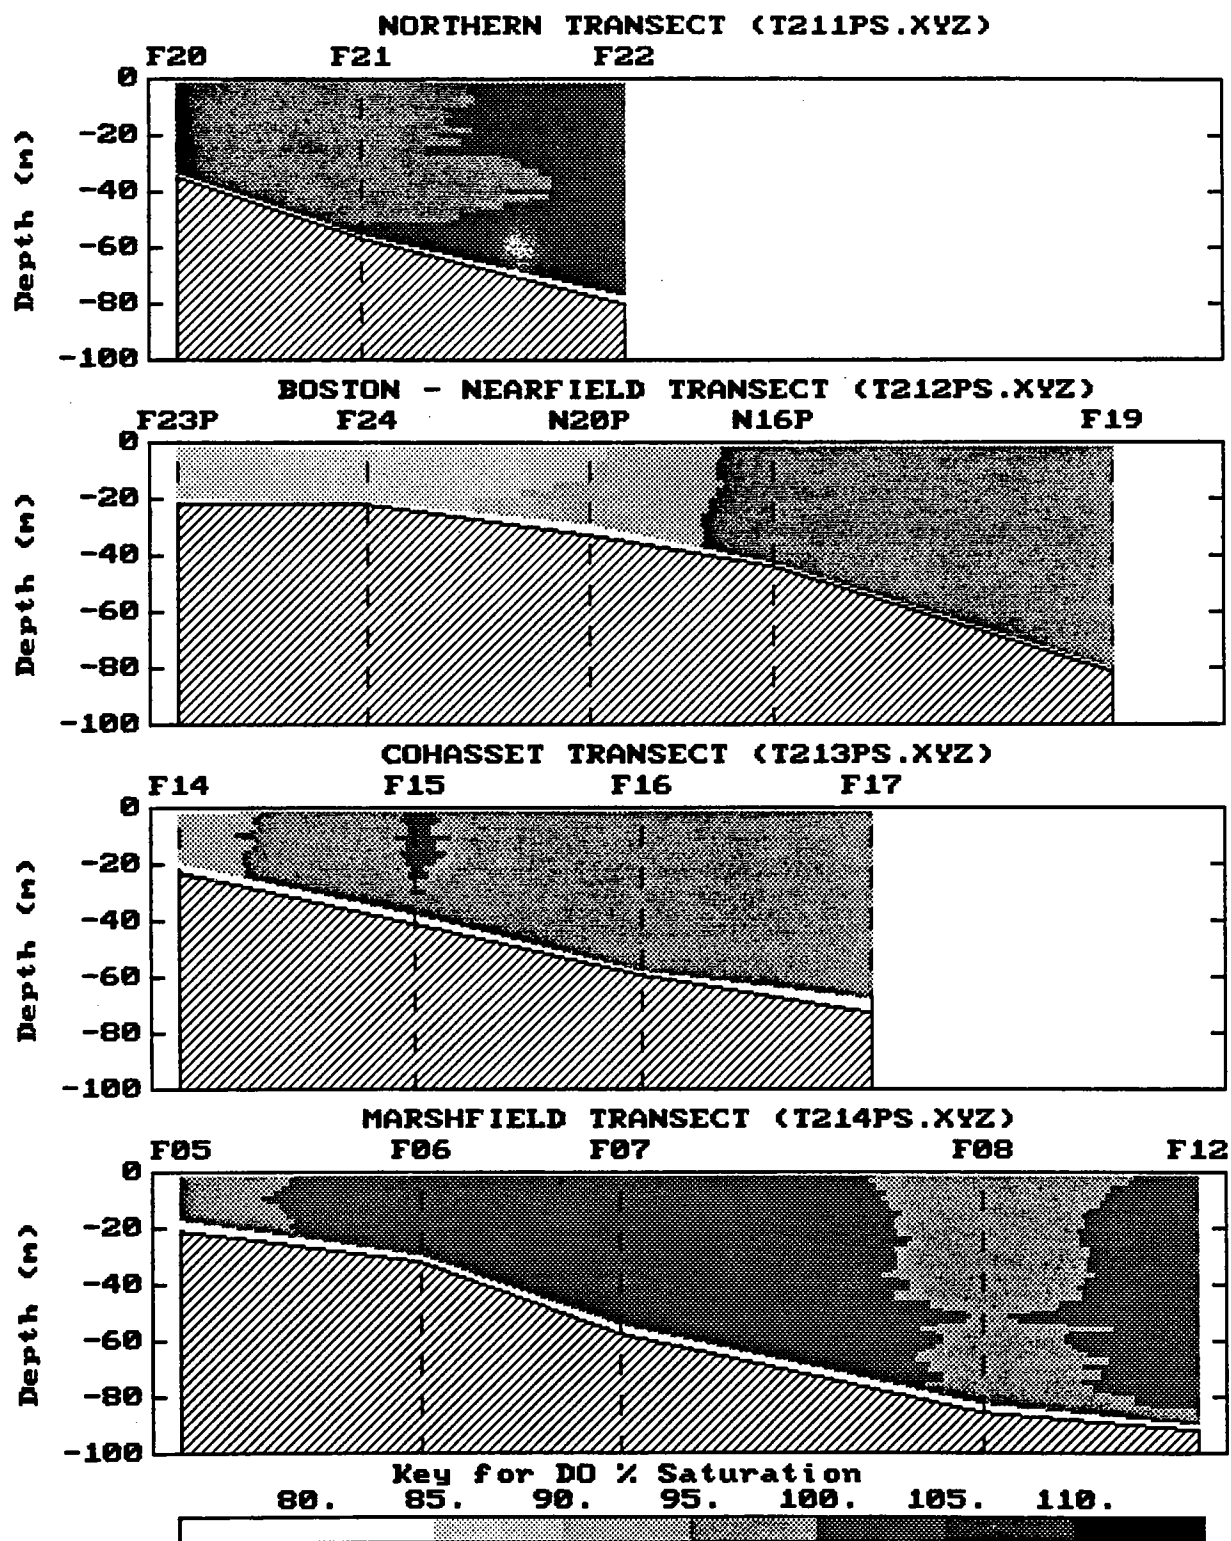 NORTHERN TRANSECT (T211PS.XYZ)
F20 F21 F22
0
-20
-40
-60
-80
-100
Depth (m)
BOSTON - NEARFIELD TRANSECT (T212PS.XYZ)
F23P F24 N20P N16P F19
0
-20
-40
-60
-80
-100
Depth (m)
COHASSET TRANSECT (T213PS.XYZ)
F14 F15 F16 F17
0
-20
-40
-60
-80
-100
Depth (m)
MARSHFIELD TRANSECT (T214PS.XYZ)
F05 F06 F07 F08 F12
0
-20
-40
-60
-80
-100
Depth (m)
Key for DO % Saturation
80. 85. 90. 95. 100. 105. 110.